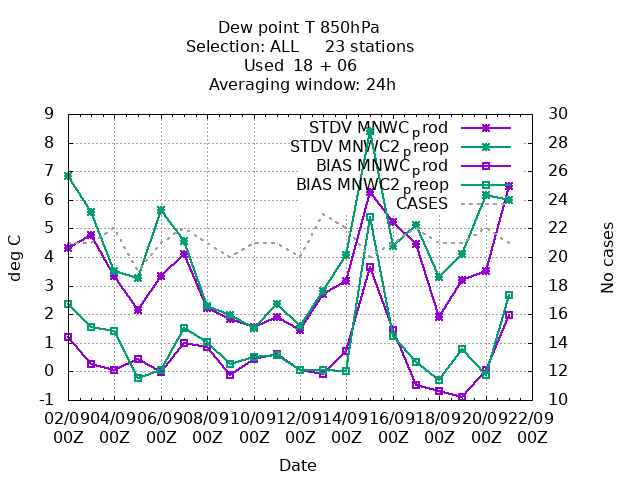 Dew point T 850hPa
Selection: ALL     23 stations
Used 18 + 06
Averaging window: 24h
STDV MNWC_prod
STDV MNWC2_preop
BIAS MNWC_prod
BIAS MNWC2_preop
CASES
9
8
7
6
5
4
3
2
1
0
-1
30
28
26
24
22
20
18
16
14
12
10
deg C
No cases
02/09 04/09 06/09 08/09 10/09 12/09 14/09 16/09 18/09 20/09 22/09
00Z 00Z 00Z 00Z 00Z 00Z 00Z 00Z 00Z 00Z 00Z
Date